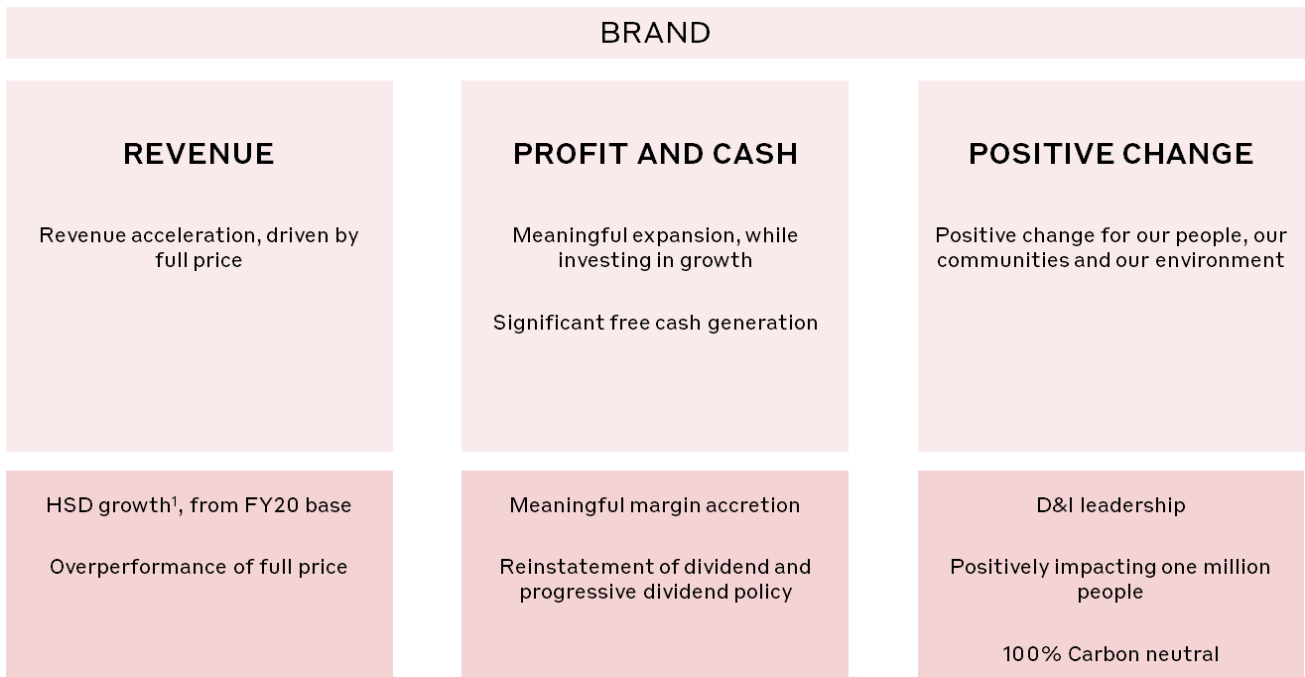 BRAND
REVENUE
Revenue acceleration, driven by
full price
PROFIT AND CASH
Meaningful expansion, while
investing in growth
Significant free cash generation
POSITIVE CHANGE
Positive change for our people, our
communities and our environment
HSD growth¹, from FY20 base
Overperformance of full price
Meaningful margin accretion
Reinstatement of dividend and
progressive dividend policy
D&I leadership
Positively impacting one million
people
100% Carbon neutral